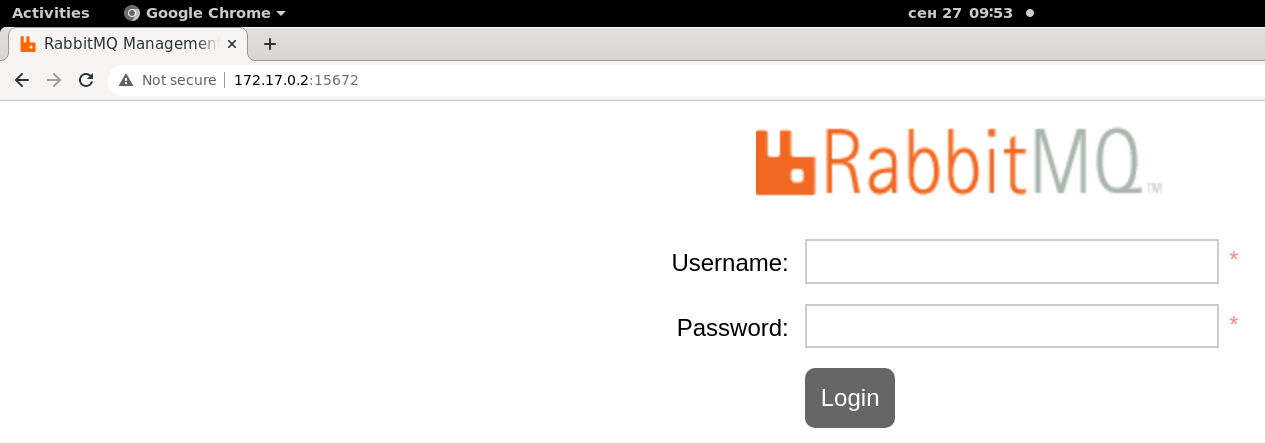 Activities Google Chrome сен 27 09:53
RabbitMQ Management
Not secure 172.17.0.2:15672
RabbitMQ TM
Username: *
Password: *
Login